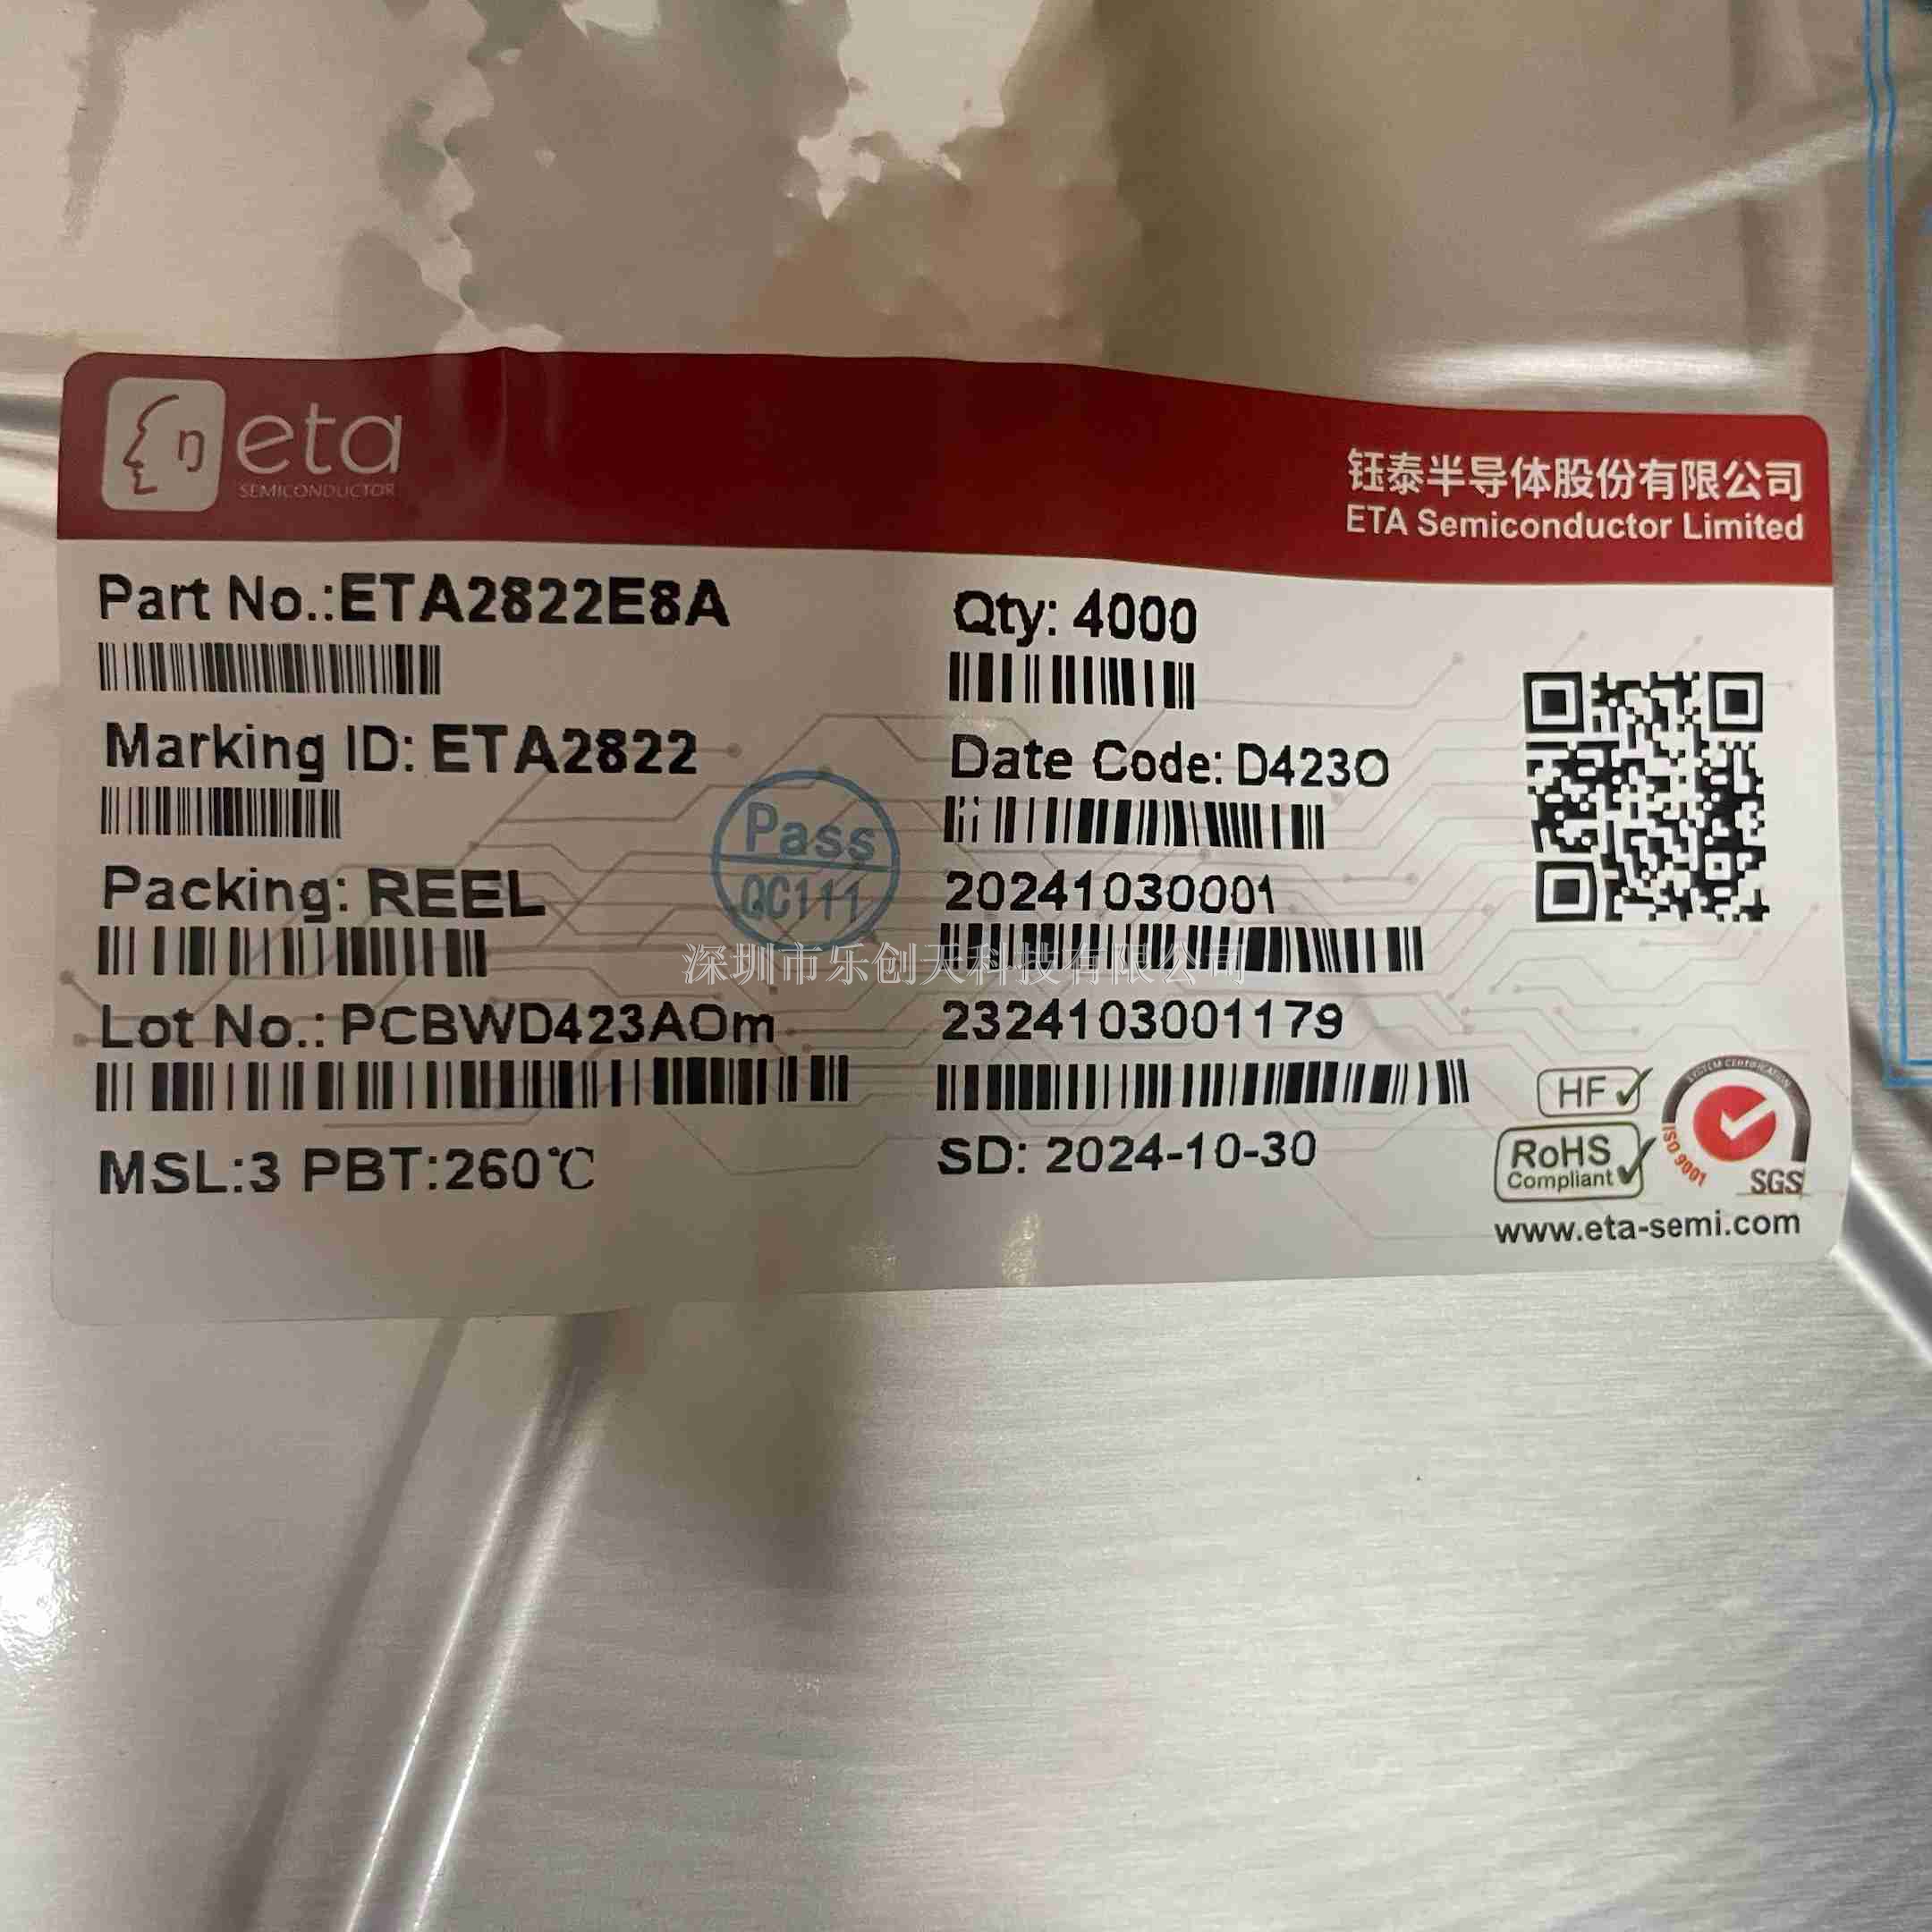 η eta
SEMICONDUCTOR
钰泰半导体股份有限公司
ETA Semiconductor Limited
Part No.:ETA2822E8A
Marking ID: ETA2822
Packing: REEL
Lot No.: PCBWD423AOm
MSL:3 PBT:260℃
Pass
QC111
Qty: 4000
Date Code: D423O
20241030001
2324103001179
SD: 2024-10-30
HF
RoHS
Compliant
SYSTEM CERTIFICATION
ISO 9001
SGS
www.eta-semi.com
深圳市乐创天科技有限公司